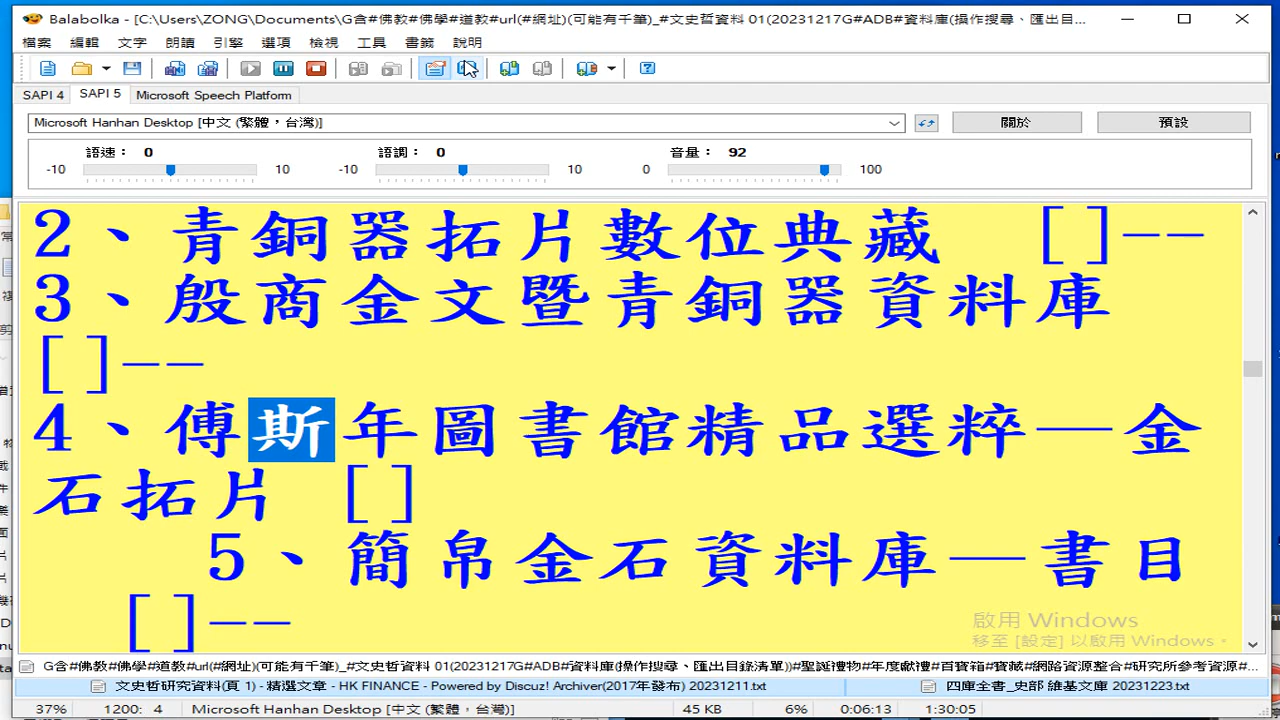 Balabolka - [C:\Users\ZONG\Documents\G含#佛教#佛學#道教#url(#網址)(可能有千筆)_#文史哲資料 01(20231217G#ADB#資料庫(操作搜尋、匯出目...
檔案 編輯 文字 朗讀 引擎 選項 檢視 工具 書籤 說明
SAPI 4 SAPI 5 Microsoft Speech Platform
Microsoft Hanhan Desktop [中文 (繁體，台灣)] 關於 預設
語速： 0 語調： 0 音量： 92
-10 10 -10 10 0 100
2、青銅器拓片數位典藏 []--
3、殷商金文暨青銅器資料庫
[]--
4、傅斯年圖書館精品選粹—金
石拓片 []
5、簡帛金石資料庫—書目
[]--
啟用 Windows
移至 [設定] 以啟用 Windows。
G含#佛教#佛學#道教#url(#網址)(可能有千筆)_#文史哲資料 01(20231217G#ADB#資料庫(操作搜尋、匯出目錄清單))#聖誕禮物#年度獻禮#百寶箱#寶藏#網路資源整合#研究所參考資源#...
文史哲研究資料(頁 1) - 精選文章 - HK FINANCE - Powered by Discuz! Archiver(2017年發布) 20231211.txt 四庫全書_史部 維基文庫 20231223.txt
37% 1200: 4 Microsoft Hanhan Desktop [中文 (繁體，台灣)] 45 KB 6% 0:06:13 1:30:05